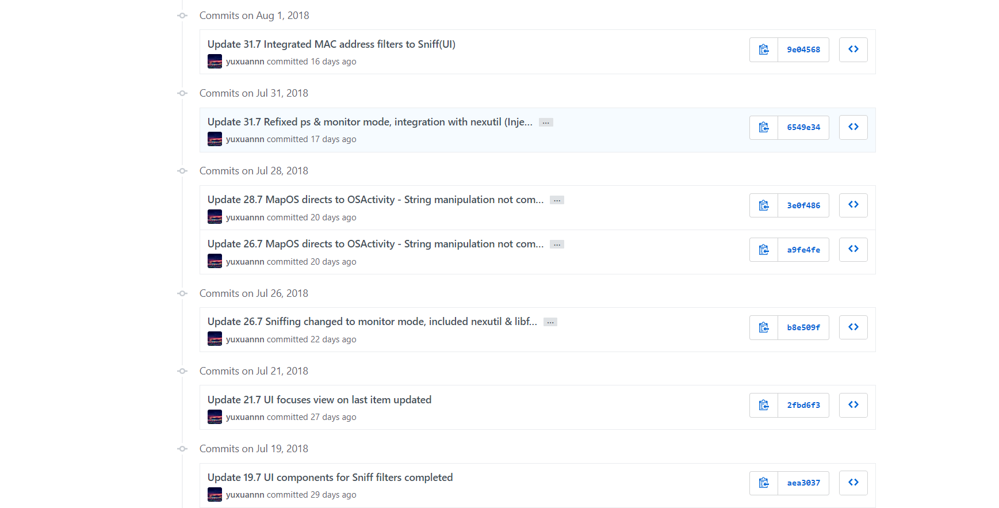 Commits on Aug 1, 2018
Update 31.7 Integrated MAC address filters to Sniff(UI)
9e04568
yuxuannn committed 16 days ago
Commits on Jul 31, 2018
Update 31.7 Refixed ps & monitor mode, integration with nexutil (Inje... ...
6549e34
yuxuannn committed 17 days ago
Commits on Jul 28, 2018
Update 28.7 MapOS directs to OSActivity - String manipulation not com... ...
3e0f486
yuxuannn committed 20 days ago
Update 26.7 MapOS directs to OSActivity - String manipulation not com... ...
a9fe4fe
yuxuannn committed 20 days ago
Commits on Jul 26, 2018
Update 26.7 Sniffing changed to monitor mode, included nexutil & libf... ...
b8e509f
yuxuannn committed 22 days ago
Commits on Jul 21, 2018
Update 21.7 UI focuses view on last item updated
2fbd6f3
yuxuannn committed 27 days ago
Commits on Jul 19, 2018
Update 19.7 UI components for Sniff filters completed
aea3037
yuxuannn committed 29 days ago